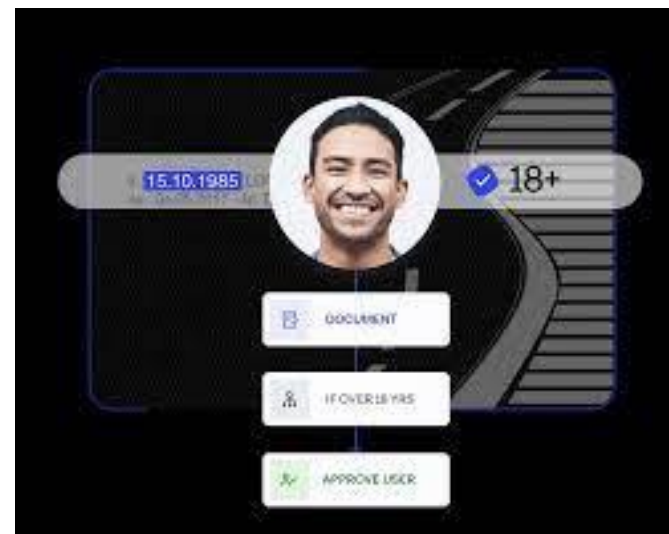 15.10.1985
18+
DOCUMENT
IF OVER 18 YRS
APPROVE USER